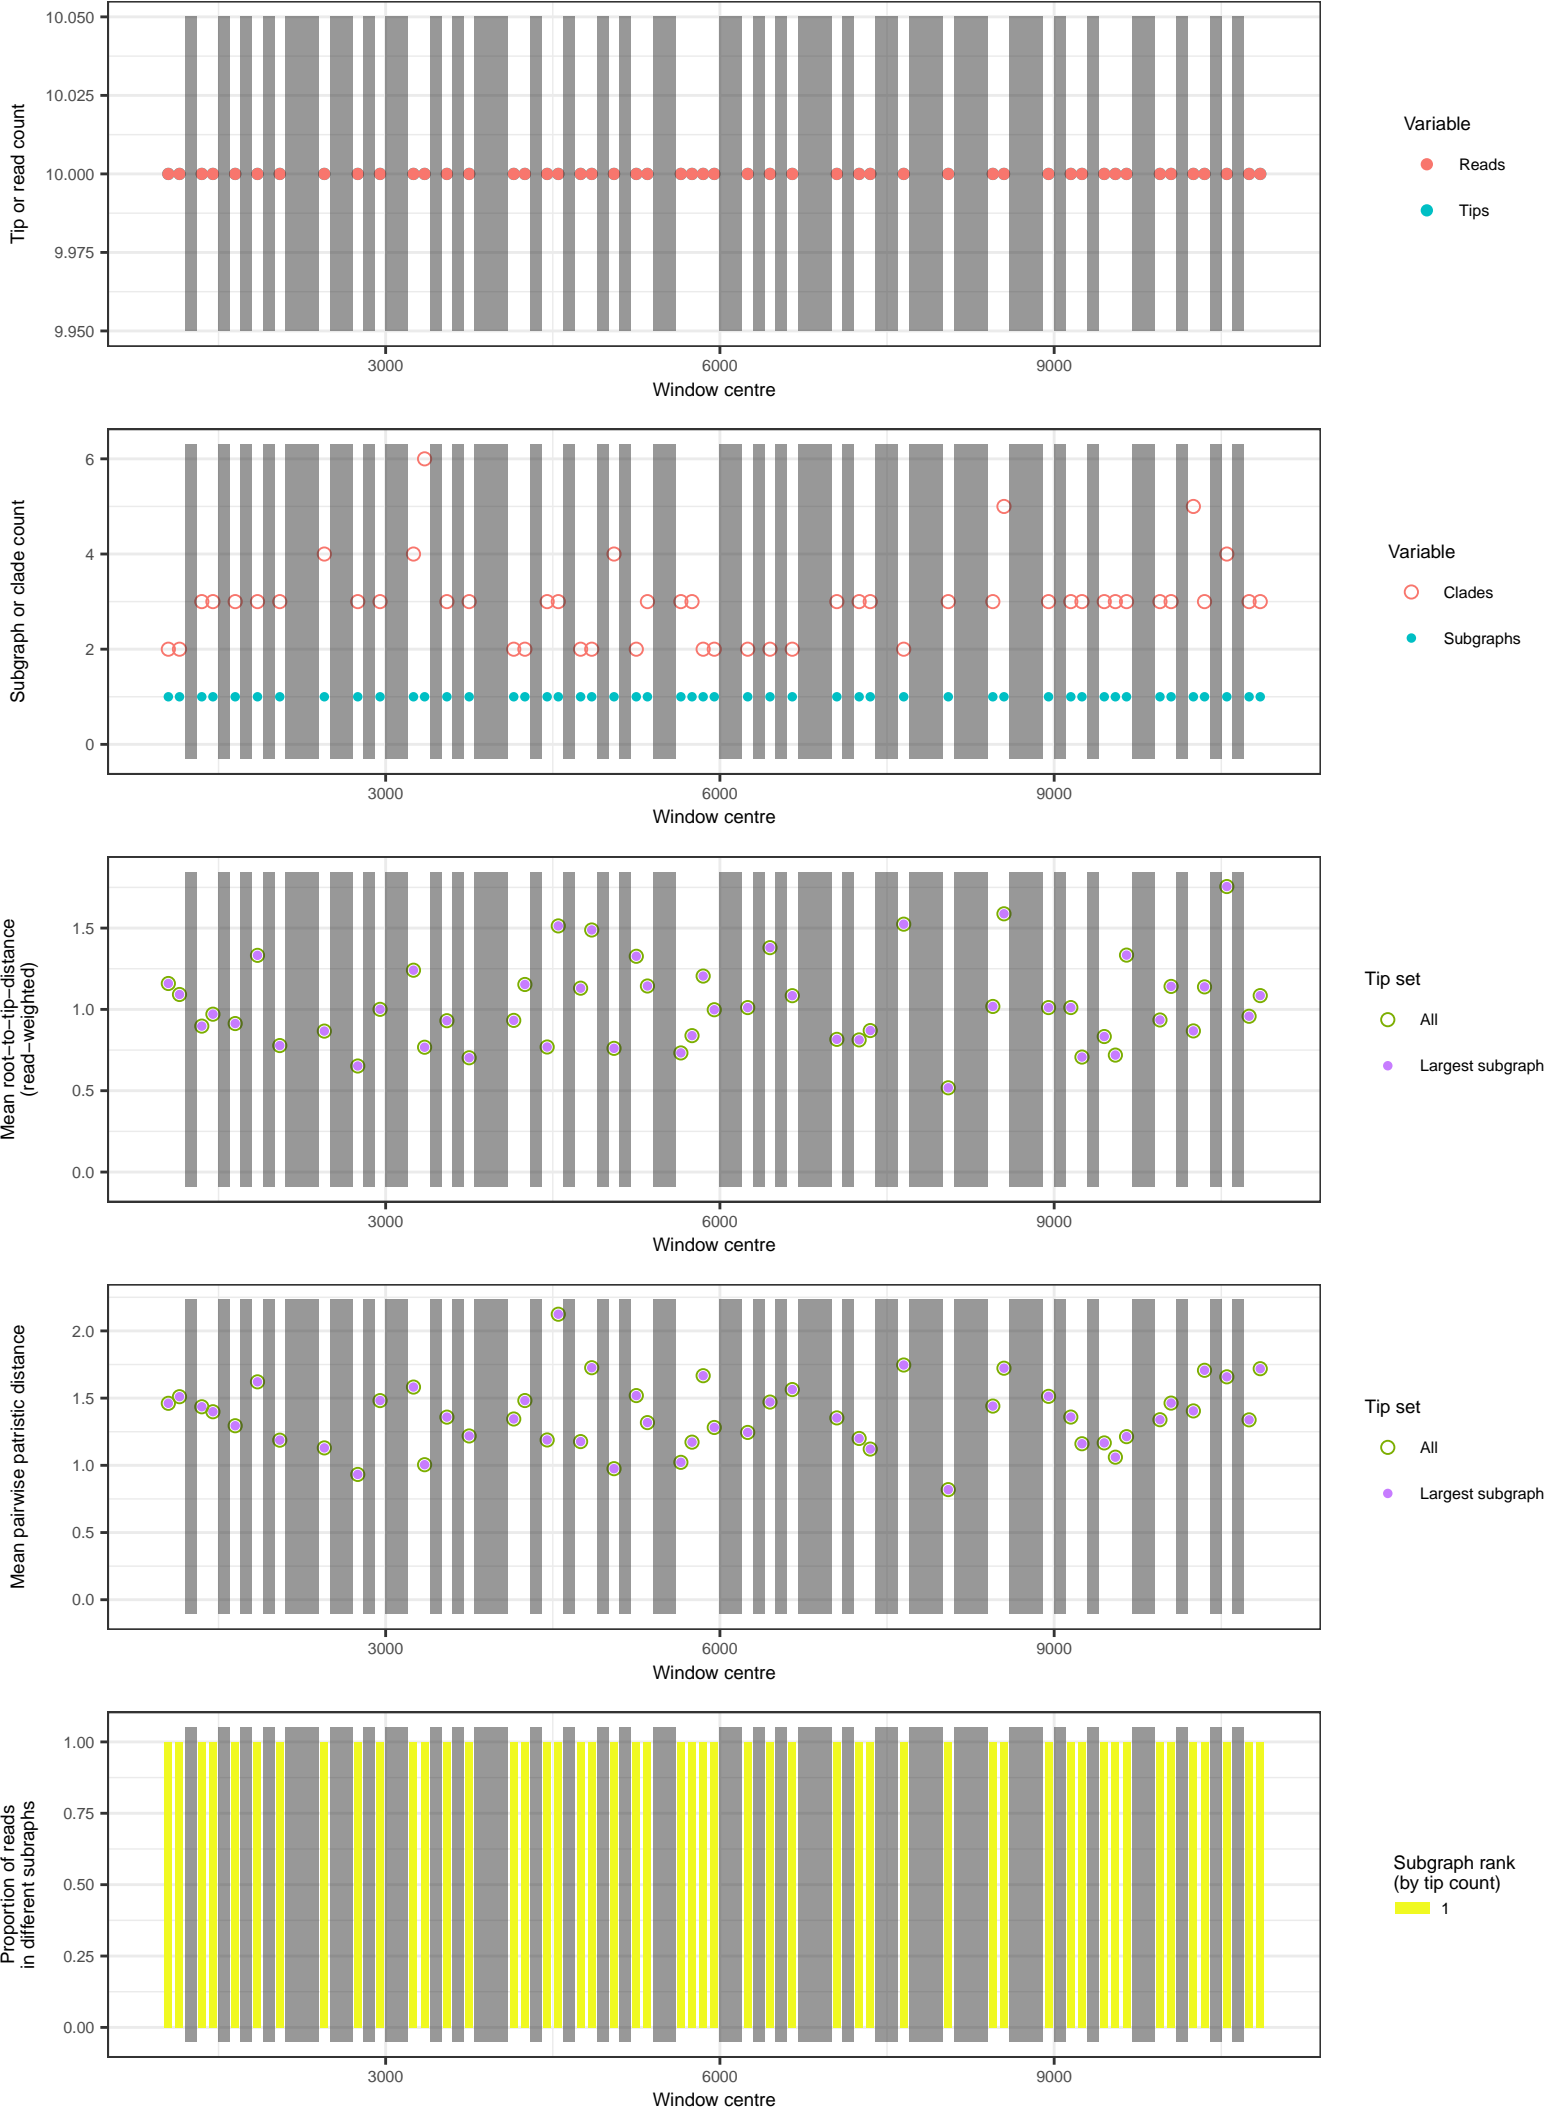 Tip or read count
10.050
10.025
10.000
9.975
9.950
3000
6000
9000
Window centre
Variable
Reads
Tips
Subgraph or clade count
6
4
2
0
3000
6000
9000
Window centre
Variable
Clades
Subgraphs
Mean root−to−tip−distance
(read−weighted)
1.5
1.0
0.5
0.0
3000
6000
9000
Window centre
Tip set
All
Largest subgraph
Mean pairwise patristic distance
2.0
1.5
1.0
0.5
0.0
3000
6000
9000
Window centre
Tip set
All
Largest subgraph
Proportion of reads
in different subraphs
1.00
0.75
0.50
0.25
0.00
3000
6000
9000
Window centre
Subgraph rank
(by tip count)
1